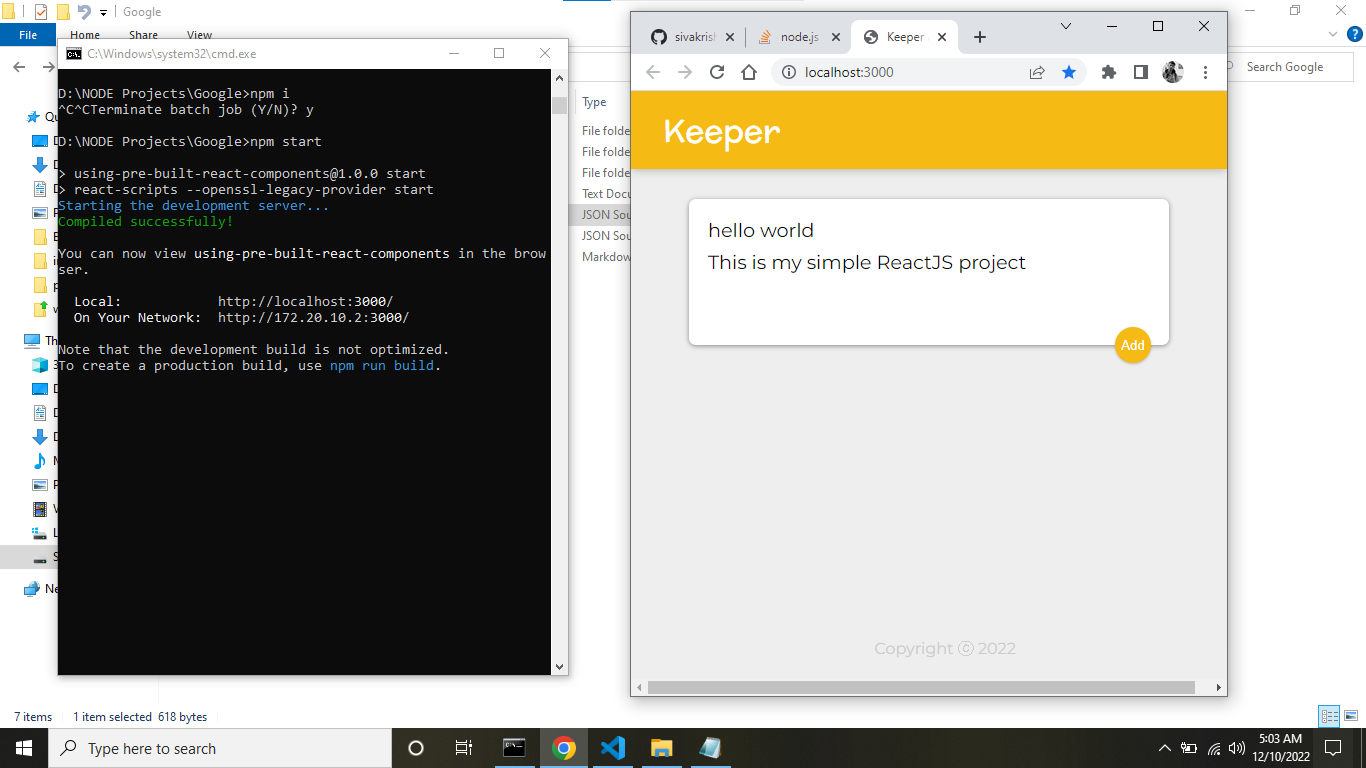 Google
File
Home
Share
View
Search Google
Type
File folde
File folde
File folde
Text Docu
JSON Sou
JSON Sou
Markdow
7 items
1 item selected 618 bytes
C:\Windows\system32\cmd.exe
D:\NODE Projects\Google>npm i
^C^CTerminate batch job (Y/N)? y
D:\NODE Projects\Google>npm start
> using-pre-built-react-components@1.0.0 start
> react-scripts --openssl-legacy-provider start
Starting the development server...
Compiled successfully!
You can now view using-pre-built-react-components in the brow
ser.
Local: http://localhost:3000/
On Your Network: http://172.20.10.2:3000/
Note that the development build is not optimized.
To create a production build, use npm run build.
sivakris
node.js
Keeper
localhost:3000
Keeper
hello world
This is my simple ReactJS project
Add
Copyright ⓒ 2022
Type here to search
5:03 AM
12/10/2022